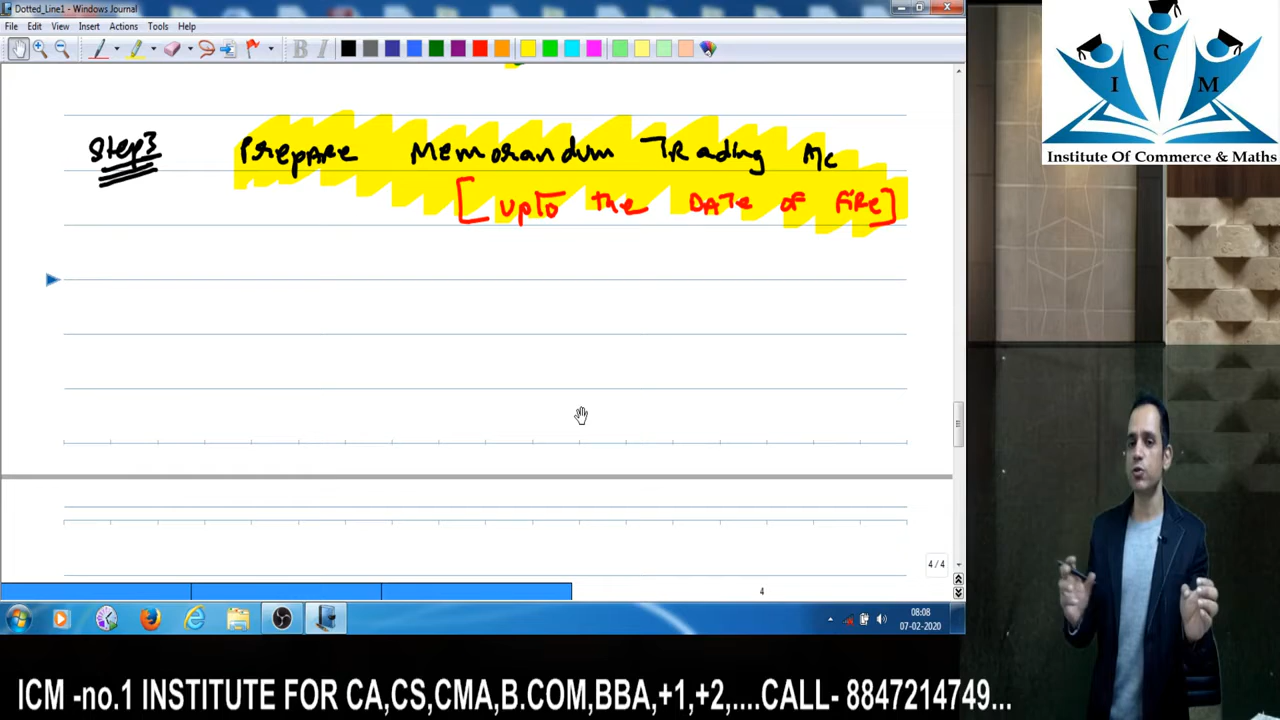 Dotted_Line1 - Windows Journal
File Edit View Insert Actions Tools Help
B I
Step3 Preppare Memorandum Trading A/c
[upto the DATe of FiRe]
4 / 4
4
08:08
07-02-2020
I C M
Institute Of Commerce & Maths
ICM -no.1 INSTITUTE FOR CA,CS,CMA,B.COM,BBA,+1,+2,....CALL- 8847214749...